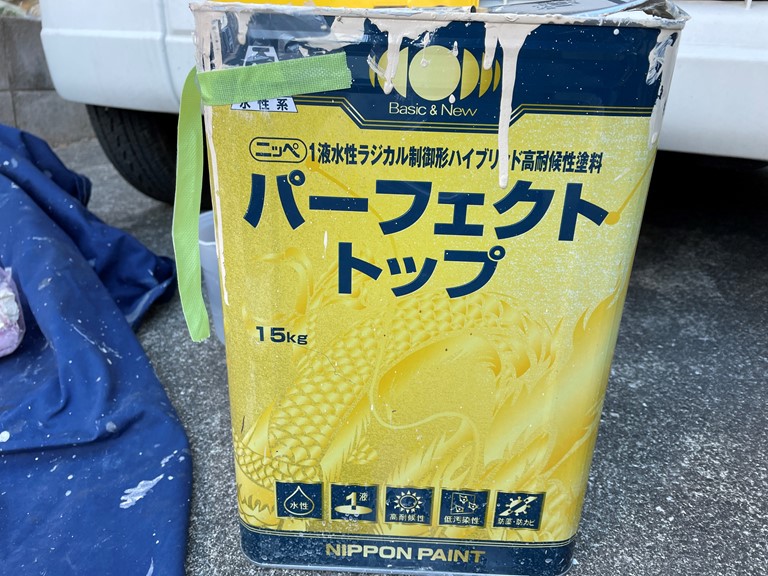 水性系
Basic & New
ニッペ 1液水性ラジカル制御形ハイブリッド高耐候性塗料
パーフェクト
トップ
15kg
水性
1液
高耐候性
低汚染性
防藻・防カビ
NIPPON PAINT